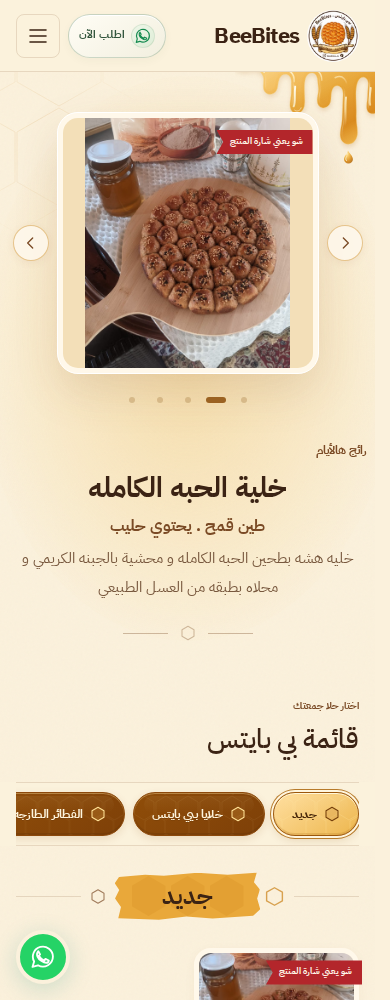 BeeBites
اطلب الآن
شو يعني شارة المنتج
رائج هالأيام
خلية الحبه الكامله
طين قمح . يحتوي حليب
خليه هشه بطحين الحبه الكامله و محشية بالجبنه الكريمي و
محلاه بطبقه من العسل الطبيعي
اختار حلا جمعتك
قائمة بي بايتس
جديد
خلايا بيبي بايتس
الفطائر الطازجة
جديد
شو يعني شارة المنتج